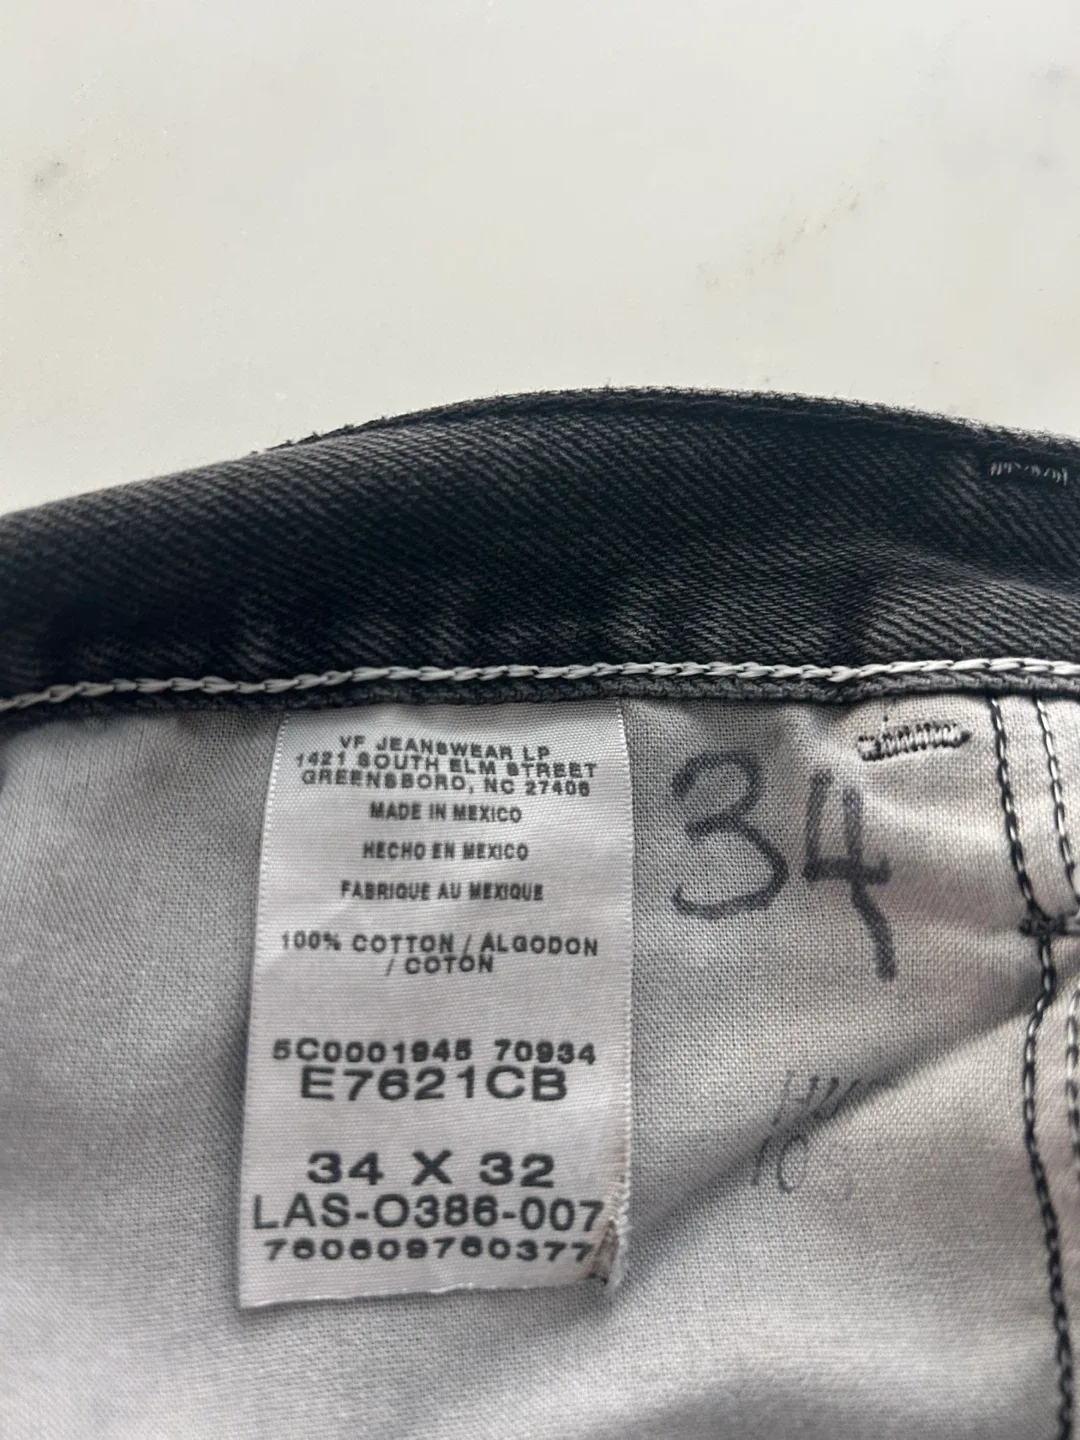 VF JEANSWEAR LP
1421 SOUTH ELM STREET
GREENSBORO, NC 27406
MADE IN MEXICO
HECHO EN MEXICO
FABRIQUE AU MEXIQUE
100% COTTON / ALGODON
/ COTON
5C0001945 70934
E7621CB
34 X 32
LAS-O386-007
760609760377
34